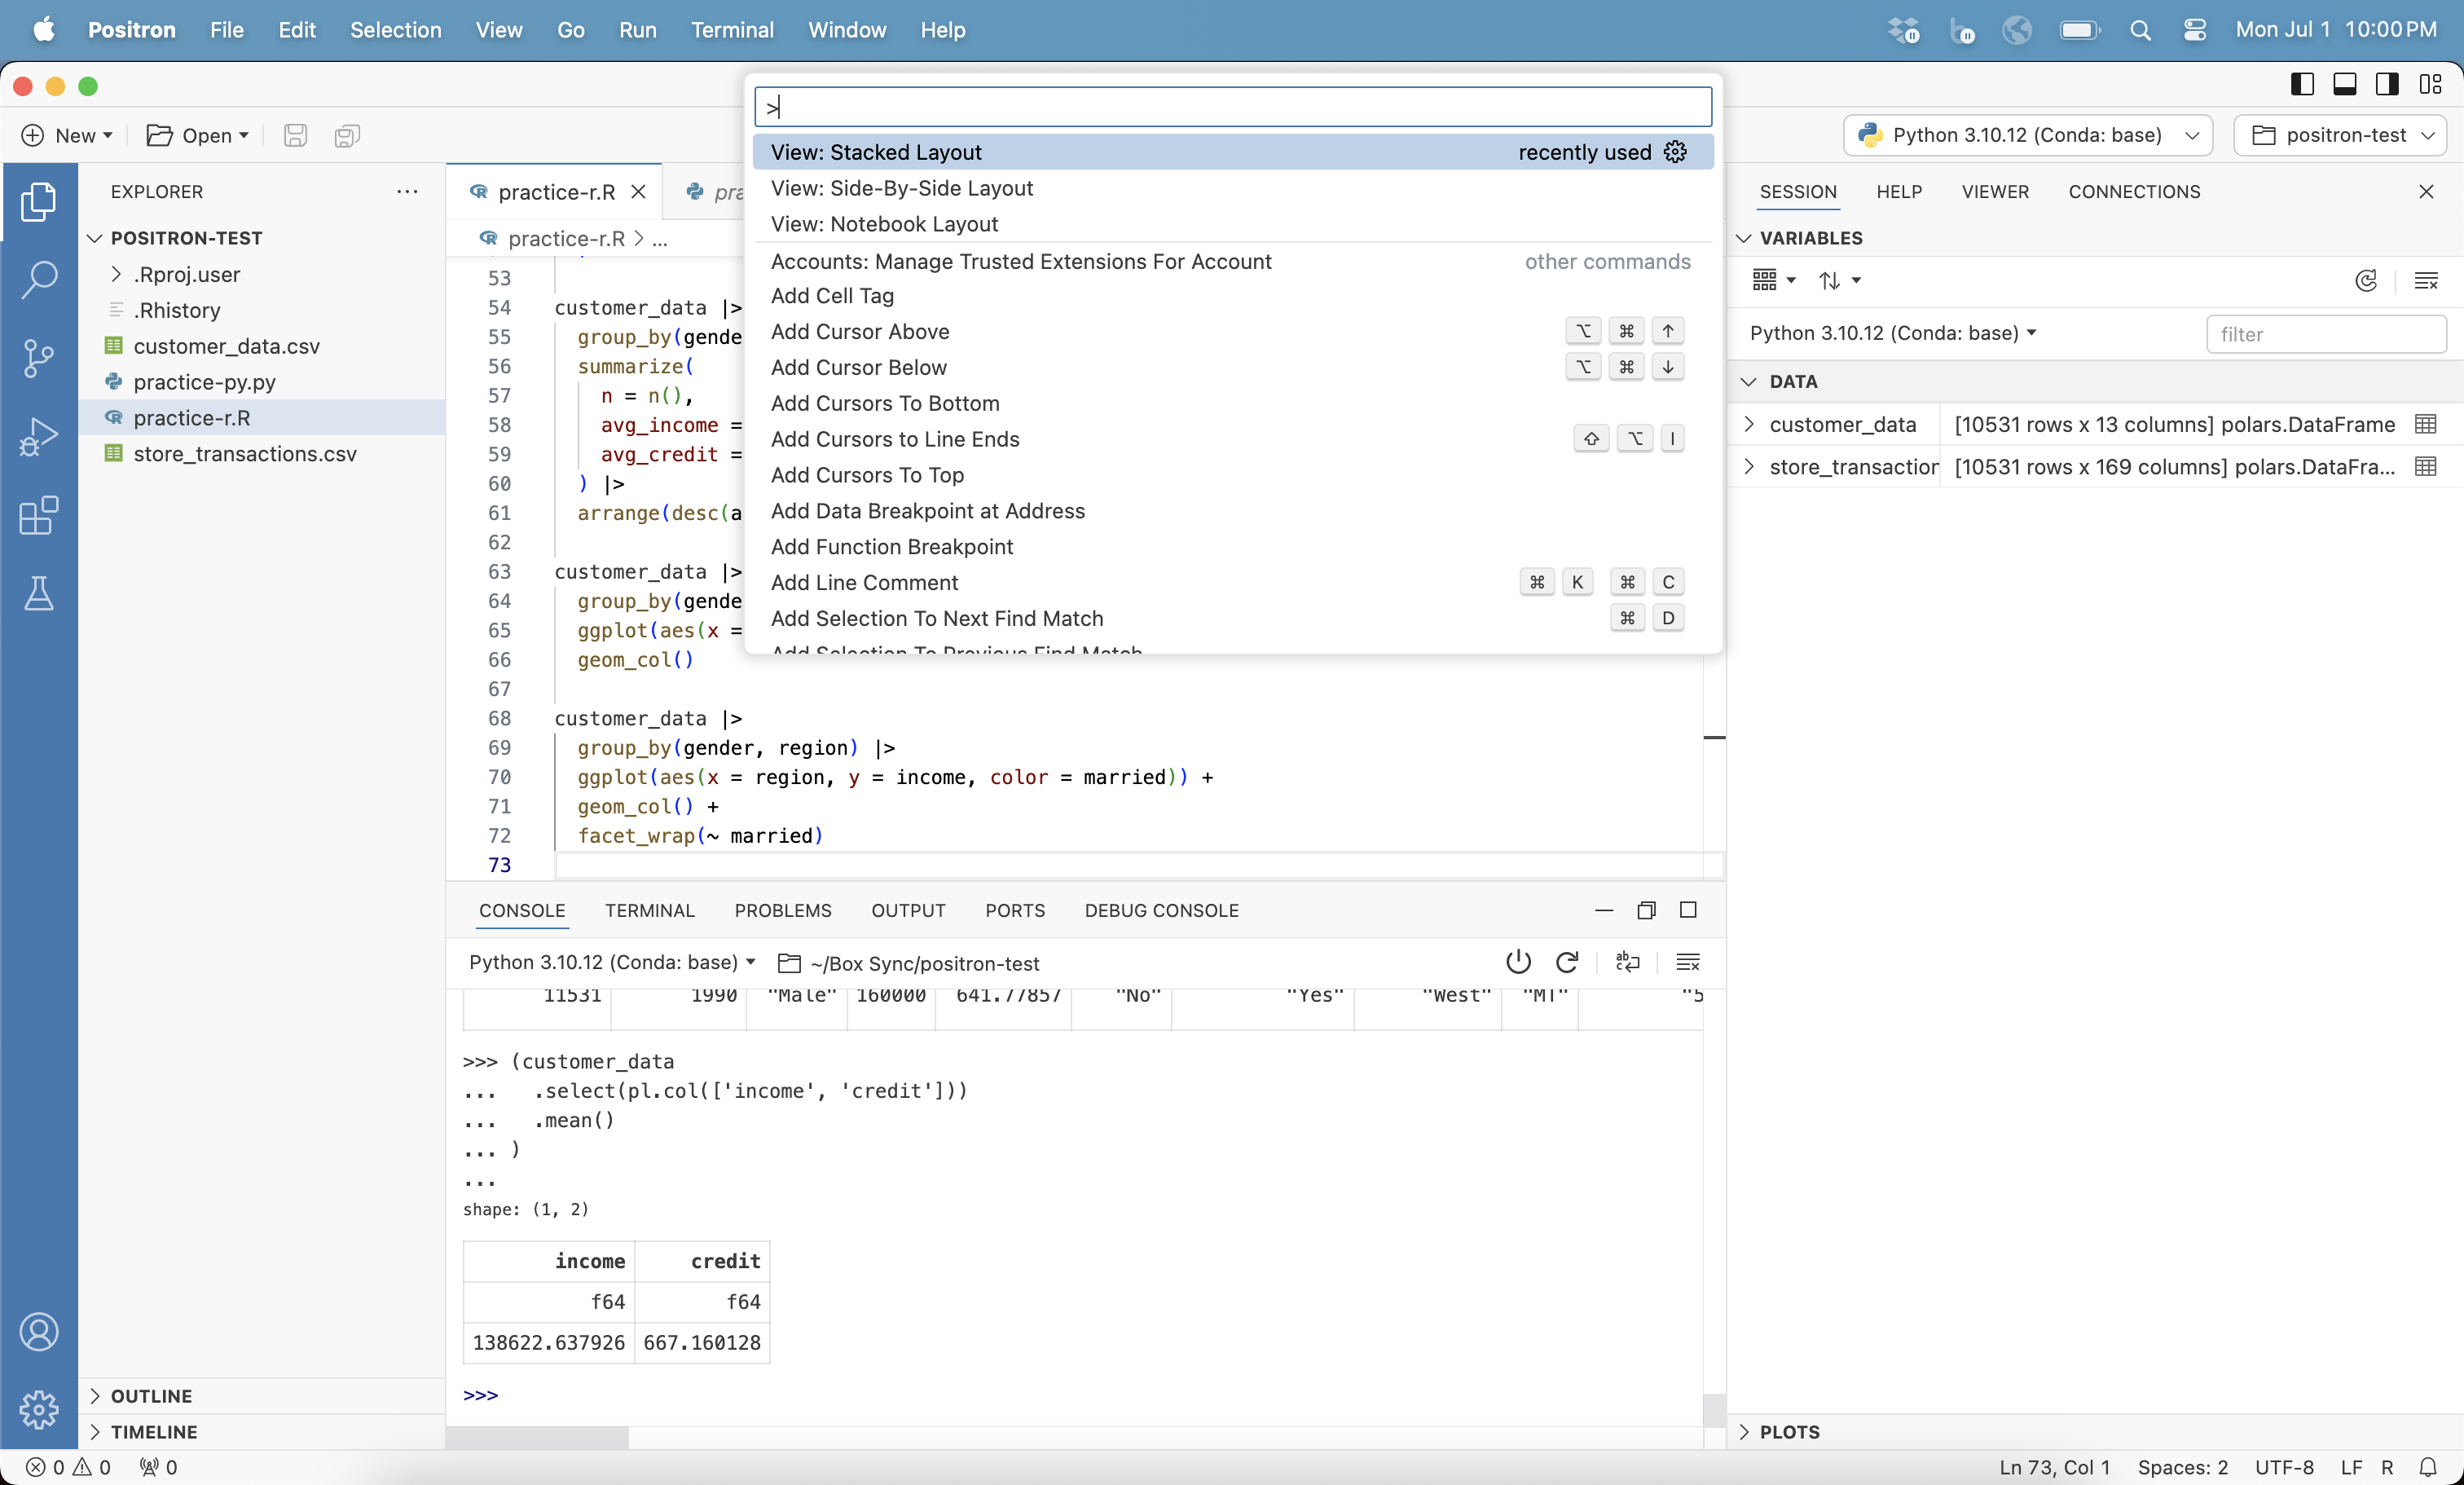 Positron File Edit Selection View Go Run Terminal Window Help Mon Jul 1 10:00 PM
>
New Open Python 3.10.12 (Conda: base) positron-test
View: Stacked Layout recently used
View: Side-By-Side Layout
View: Notebook Layout
Accounts: Manage Trusted Extensions For Account other commands
Add Cell Tag
Add Cursor Above ⌥ ⌘ ↑
Add Cursor Below ⌥ ⌘ ↓
Add Cursors To Bottom
Add Cursors to Line Ends ⇧ ⌥ I
Add Cursors To Top
Add Data Breakpoint at Address
Add Function Breakpoint
Add Line Comment ⌘ K ⌘ C
Add Selection To Next Find Match ⌘ D
Add Selection To Previous Find Match
EXPLORER
POSITRON-TEST
.Rproj.user
.Rhistory
customer_data.csv
practice-py.py
practice-r.R
store_transactions.csv
OUTLINE
TIMELINE
practice-r.R pra
practice-r.R > ...
53
54 customer_data |>
55 group_by(gende
56 summarize(
57 n = n(),
58 avg_income =
59 avg_credit =
60 ) |>
61 arrange(desc(a
62
63 customer_data |>
64 group_by(gende
65 ggplot(aes(x =
66 geom_col()
67
68 customer_data |>
69 group_by(gender, region) |>
70 ggplot(aes(x = region, y = income, color = married)) +
71 geom_col() +
72 facet_wrap(~ married)
73
CONSOLE TERMINAL PROBLEMS OUTPUT PORTS DEBUG CONSOLE
Python 3.10.12 (Conda: base) ~/Box Sync/positron-test
11531 1990 "Male" 160000 641.77857 "No" "Yes" "West" "MT" "5
>>> (customer_data
... .select(pl.col(['income', 'credit']))
... .mean()
... )
...
shape: (1, 2)
income credit
f64 f64
138622.637926 667.160128
>>>
SESSION HELP VIEWER CONNECTIONS
VARIABLES
Python 3.10.12 (Conda: base) filter
DATA
customer_data [10531 rows x 13 columns] polars.DataFrame
store_transaction [10531 rows x 169 columns] polars.DataFra...
PLOTS
0 0 0 Ln 73, Col 1 Spaces: 2 UTF-8 LF R